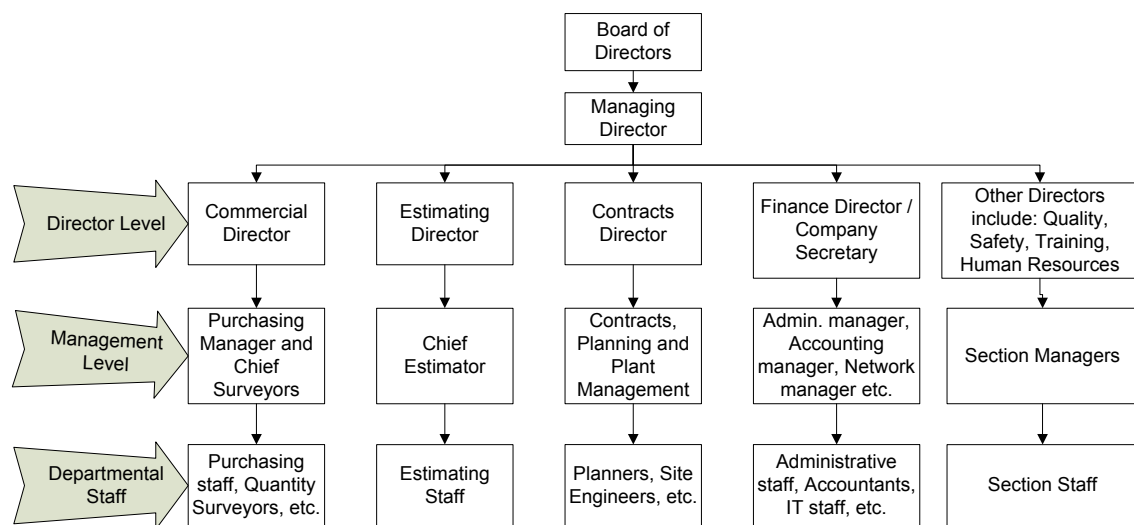 Board of
Directors
Managing
Director
Director Level
Commercial
Director
Estimating
Director
Contracts
Director
Finance Director /
Company
Secretary
Other Directors
include: Quality,
Safety, Training,
Human Resources
Management
Level
Purchasing
Manager and
Chief
Surveyors
Chief
Estimator
Contracts,
Planning and
Plant
Management
Admin. manager,
Accounting
manager, Network
manager etc.
Section Managers
Departmental
Staff
Purchasing
staff, Quantity
Surveyors, etc.
Estimating
Staff
Planners, Site
Engineers, etc.
Administrative
staff, Accountants,
IT staff, etc.
Section Staff